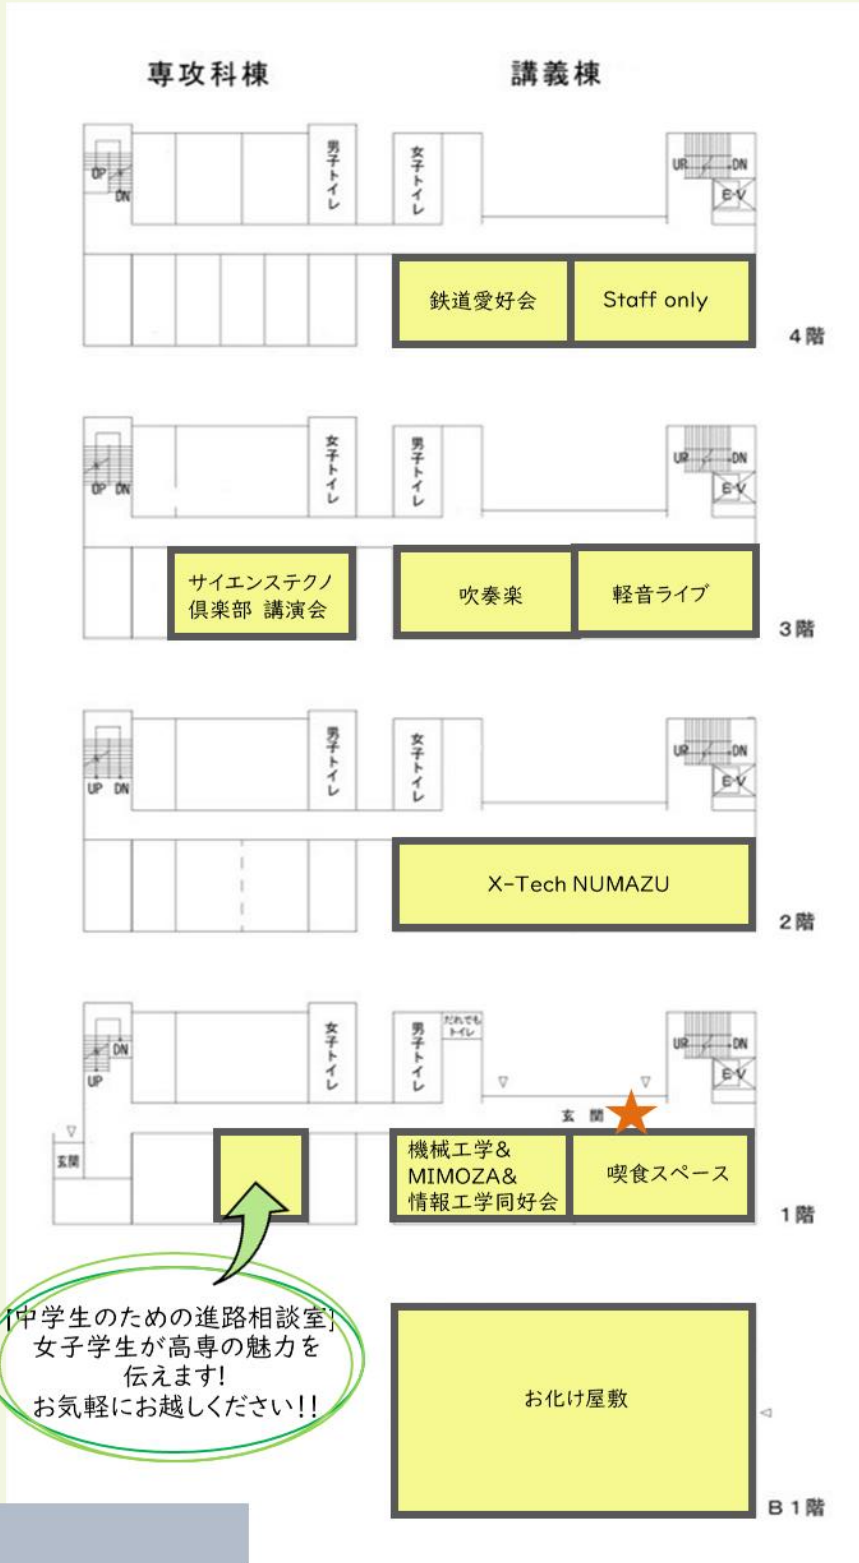 専攻科棟
講義棟
男子トイレ
女子トイレ
UP
DN
UP
DN
E-V
鉄道愛好会
Staff only
4階
女子トイレ
男子トイレ
UP DN
UP
DN
E-V
サイエンステクノ
倶楽部 講演会
吹奏楽
軽音ライブ
3階
男子トイレ
女子トイレ
UP DN
UP
DN
E-V
X-Tech NUMAZU
2階
女子トイレ
男子トイレ
だれでも
トイレ
DN
UP
UP
DN
E-V
玄関
玄関
機械工学&
MIMOZA&
情報工学同好会
喫食スペース
1階
[中学生のための進路相談室]
女子学生が高専の魅力を
伝えます!
お気軽にお越しください!!
お化け屋敷
B1階